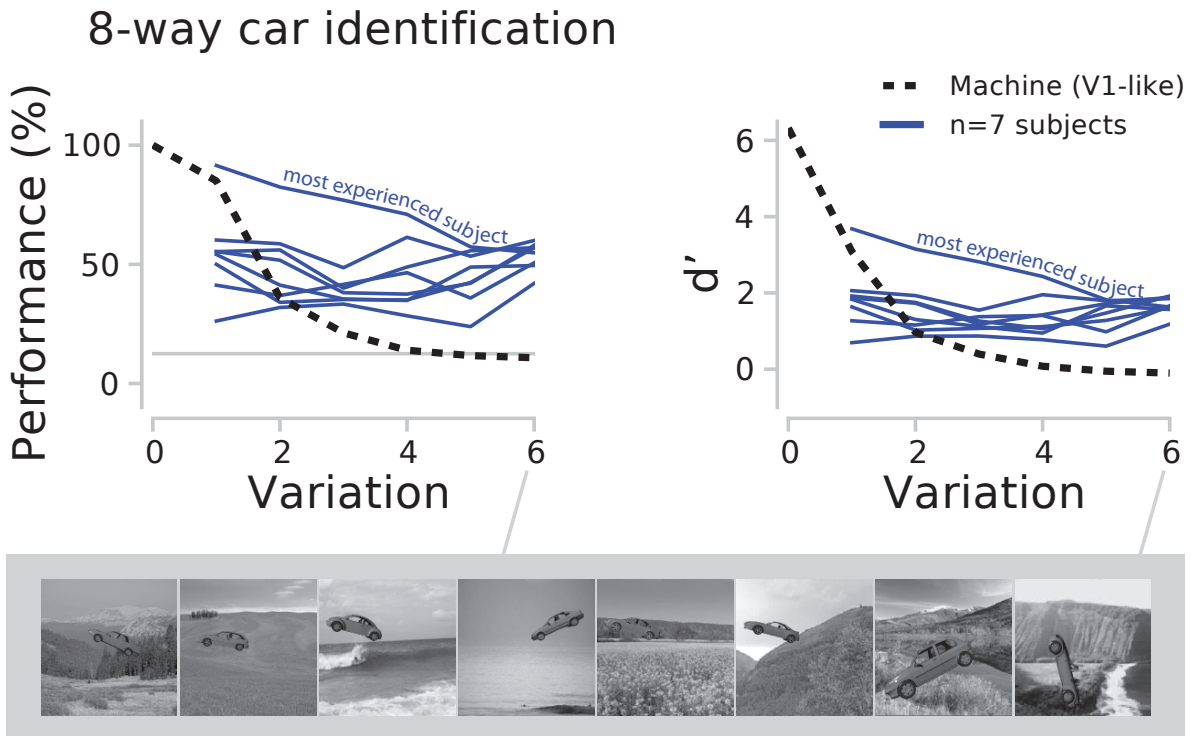 8-way car identification
Machine (V1-like)
n=7 subjects
Performance (%)
100
50
0
most experienced subject
0 2 4 6
Variation
d’
6
4
2
0
most experienced subject
0 2 4 6
Variation